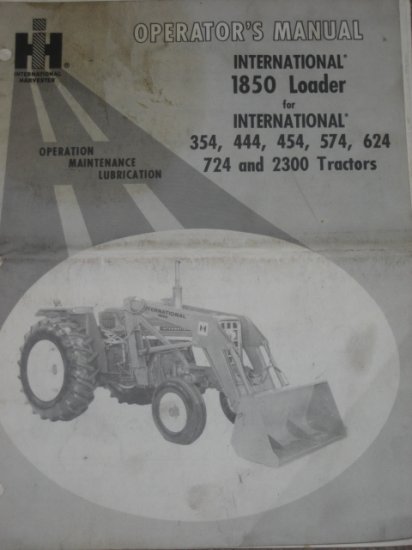 IH
®
INTERNATIONAL
HARVESTER
OPERATOR'S MANUAL
INTERNATIONAL®
1850 Loader
for
INTERNATIONAL®
354, 444, 454, 574, 624
724 and 2300 Tractors
OPERATION
MAINTENANCE
LUBRICATION
INTERNATIONAL